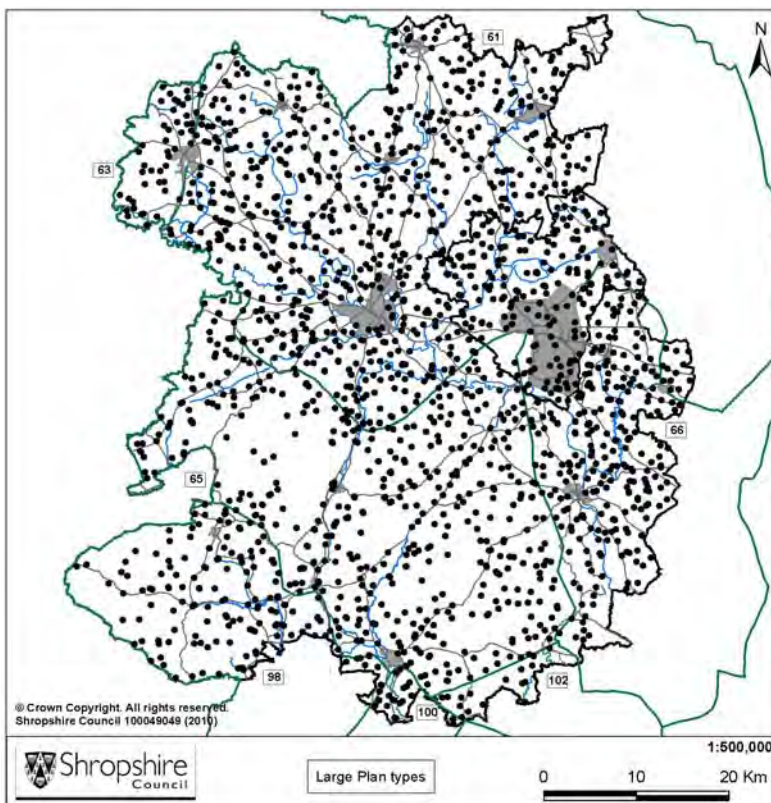 61
N
63
66
65
98
102
100
© Crown Copyright. All rights reserved.
Shropshire Council 100049049 (2010)
1:500,000
Shropshire
Council
Large Plan types
0 10 20 Km